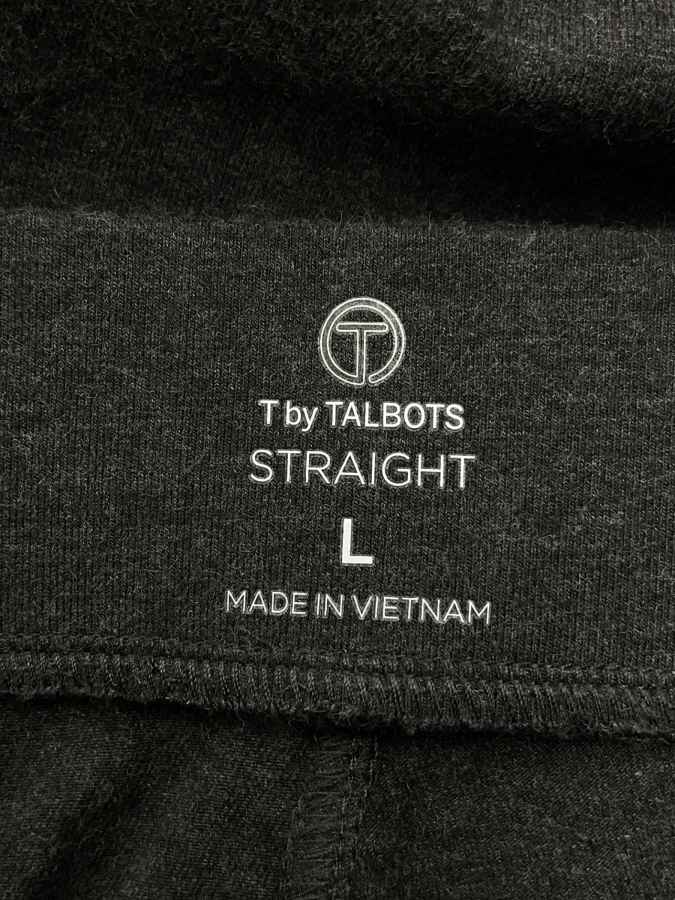 T
T by TALBOTS
STRAIGHT
L
MADE IN VIETNAM